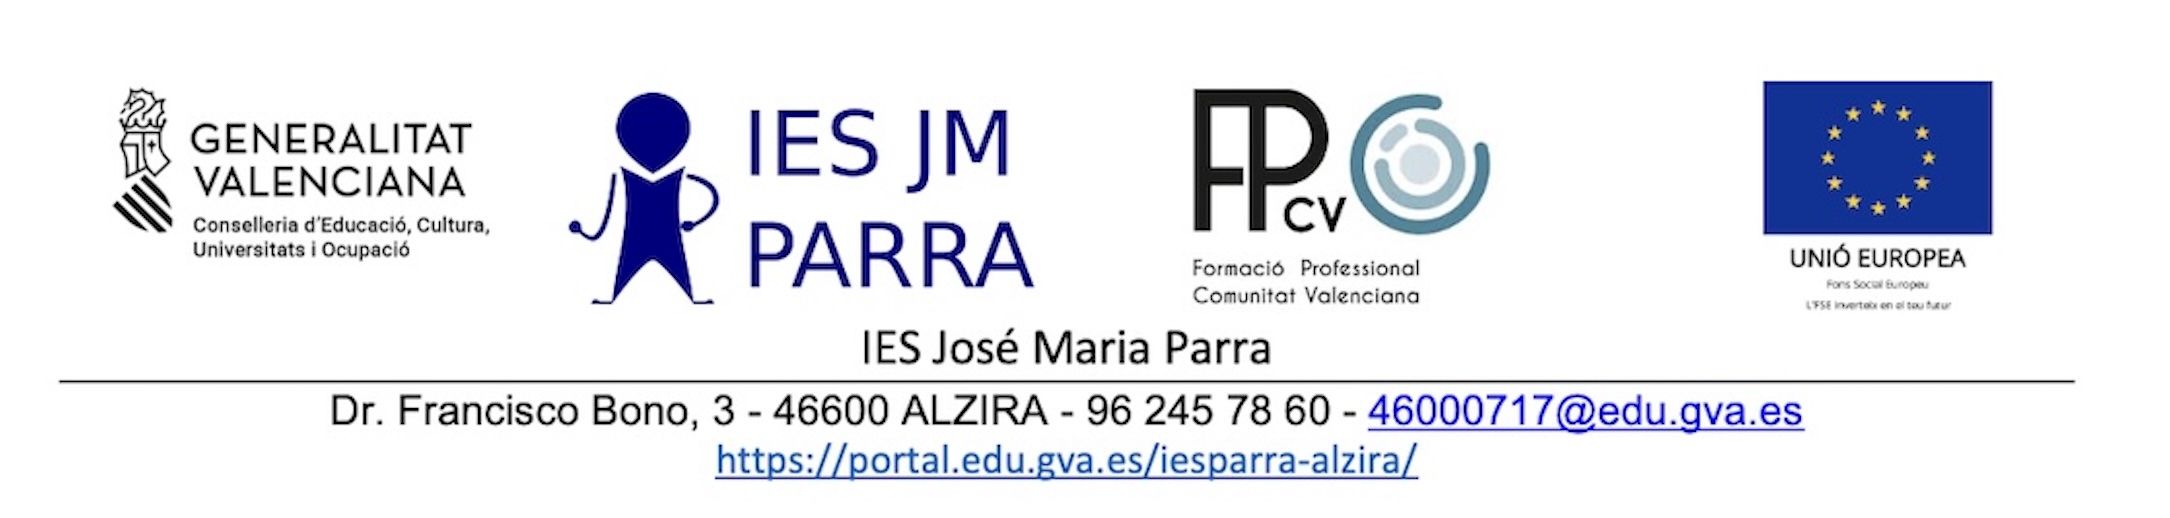 GENERALITAT
VALENCIANA
Conselleria d'Educació, Cultura,
Universitats i Ocupació
IES JM
PARRA
FP CV
Formació Professional
Comunitat Valenciana
UNIÓ EUROPEA
Fons Social Europeu
L'FSE inverteix en el teu futur
IES José Maria Parra
Dr. Francisco Bono, 3 - 46600 ALZIRA - 96 245 78 60 - 46000717@edu.gva.es
https://portal.edu.gva.es/iesparra-alzira/